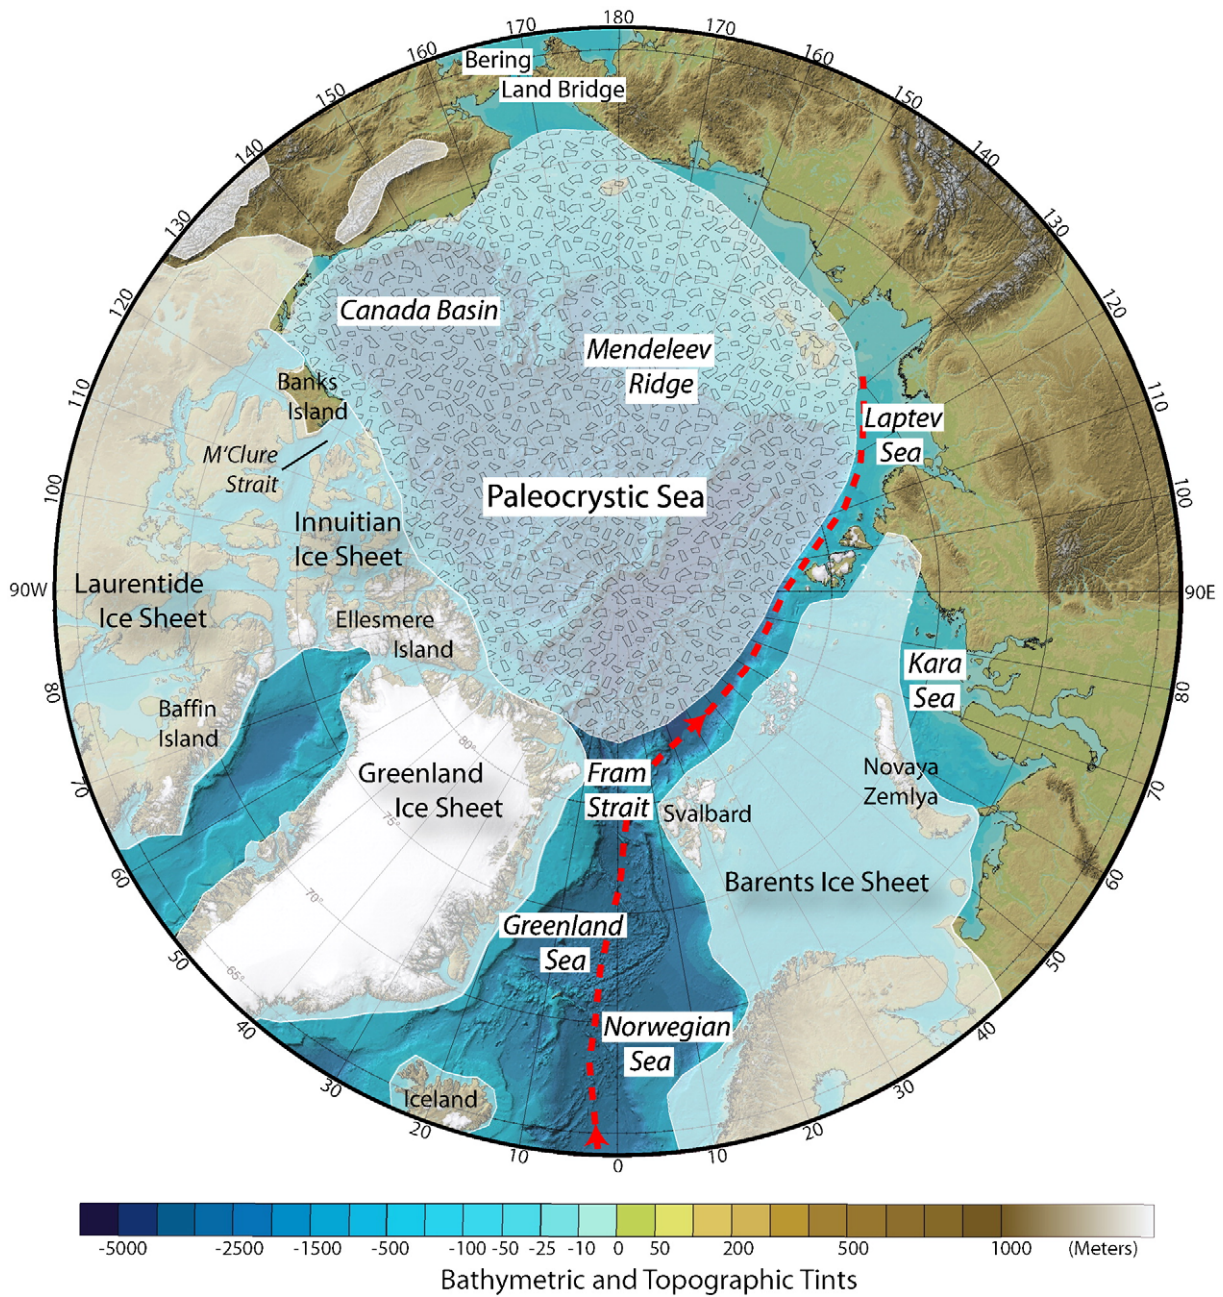 180
170
170
160
160
150
150
140
140
130
130
120
120
110
110
100
100
90W
90E
80
80
70
70
60
60
50
50
40
40
30
30
20
20
10
10
0
Bering
Land Bridge
Canada Basin
Mendeleev
Ridge
Banks
Island
M'Clure
Strait
Laptev
Sea
Paleocrystic Sea
Innuitian
Ice Sheet
Laurentide
Ice Sheet
Ellesmere
Island
Kara
Sea
Baffin
Island
80°
75°
70°
65°
Greenland
Ice Sheet
Fram
Strait
Svalbard
Novaya
Zemlya
Barents Ice Sheet
Greenland
Sea
Norwegian
Sea
Iceland
-5000 -2500 -1500 -500 -100 -50 -25 -10 0 50 200 500 1000 (Meters)
Bathymetric and Topographic Tints